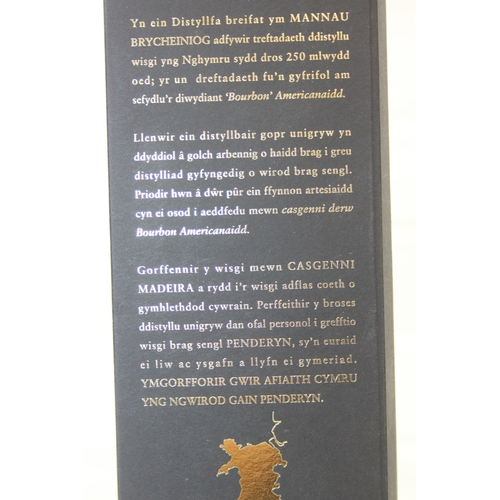 Yn ein Distyllfa breifat ym MANNAU
BRYCHEINIOG adfywir treftadaeth ddistyllu
wisgi yng Nghymru sydd dros 250 mlwydd
oed; yr un dreftadaeth fu'n gyfrifol am
sefydlu'r diwydiant 'Bourbon' Americanaidd.
Llenwir ein distyllbair gopr unigryw yn
ddyddiol â golch arbennig o haidd brag i greu
distylliad gyfyngedig o wirod brag sengl.
Priodir hwn â dŵr pûr ein ffynnon artesiaidd
cyn ei osod i aeddfedu mewn casgenni derw
Bourbon Americanaidd.
Gorffennir y wisgi mewn CASGENNI
MADEIRA a rydd i'r wisgi adflas coeth o
gymhlethdod cywrain. Perffeithir y broses
ddistyllu unigryw dan ofal personol i grefftio
wisgi brag sengl PENDERYN, sy'n euraid
ei liw ac ysgafn a llyfn ei gymeriad.
YMGORFFORIR GWIR AFIAITH CYMRU
YNG NGWIROD GAIN PENDERYN.